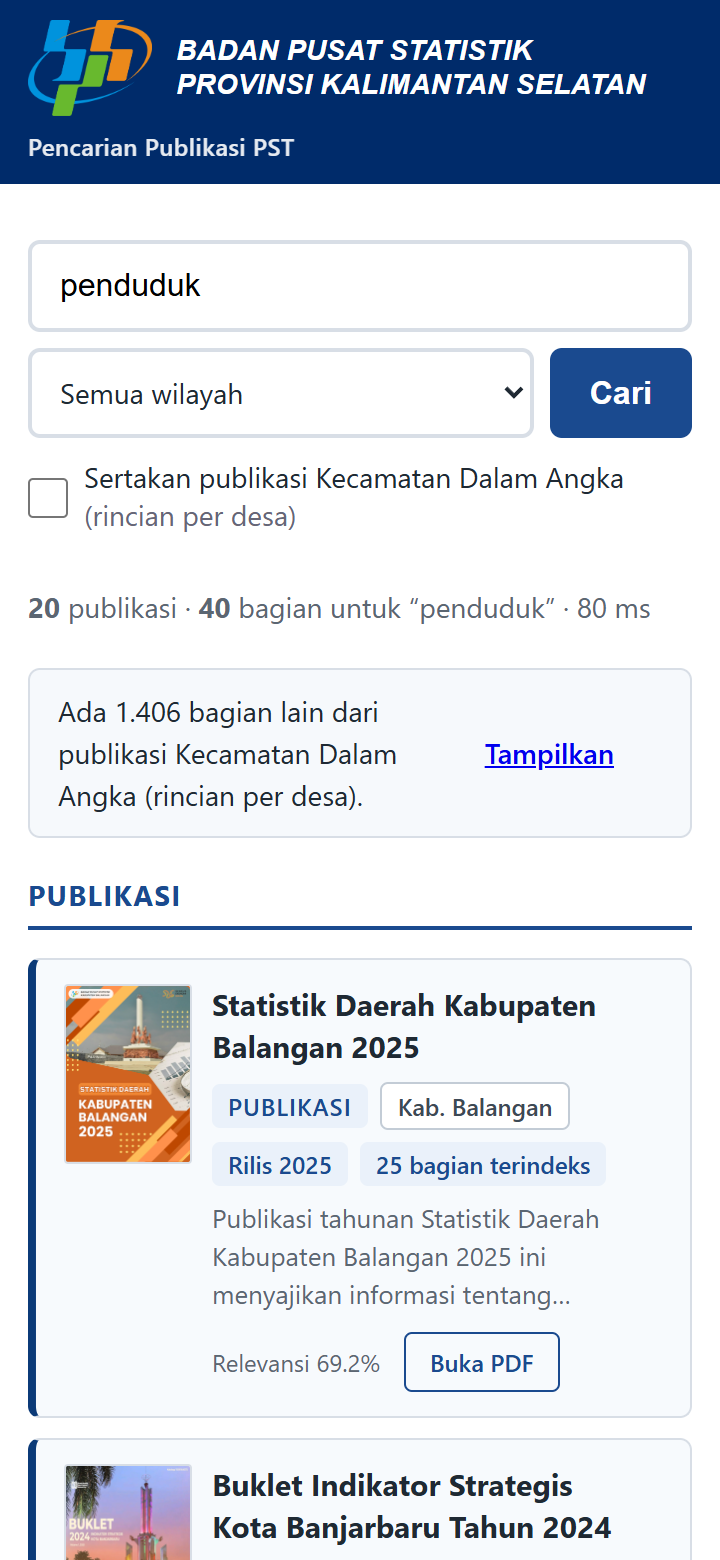 BADAN PUSAT STATISTIK
PROVINSI KALIMANTAN SELATAN
Pencarian Publikasi PST
penduduk
Semua wilayah
Cari
Sertakan publikasi Kecamatan Dalam Angka
(rincian per desa)
20 publikasi · 40 bagian untuk “penduduk” · 80 ms
Ada 1.406 bagian lain dari
publikasi Kecamatan Dalam
Angka (rincian per desa).
Tampilkan
PUBLIKASI
STATISTIK DAERAH
KABUPATEN
BALANGAN
2025
Statistik Daerah Kabupaten
Balangan 2025
PUBLIKASI
Kab. Balangan
Rilis 2025
25 bagian terindeks
Publikasi tahunan Statistik Daerah
Kabupaten Balangan 2025 ini
menyajikan informasi tentang...
Relevansi 69.2%
Buka PDF
BUKLET
2024
Buklet Indikator Strategis
Kota Banjarbaru Tahun 2024